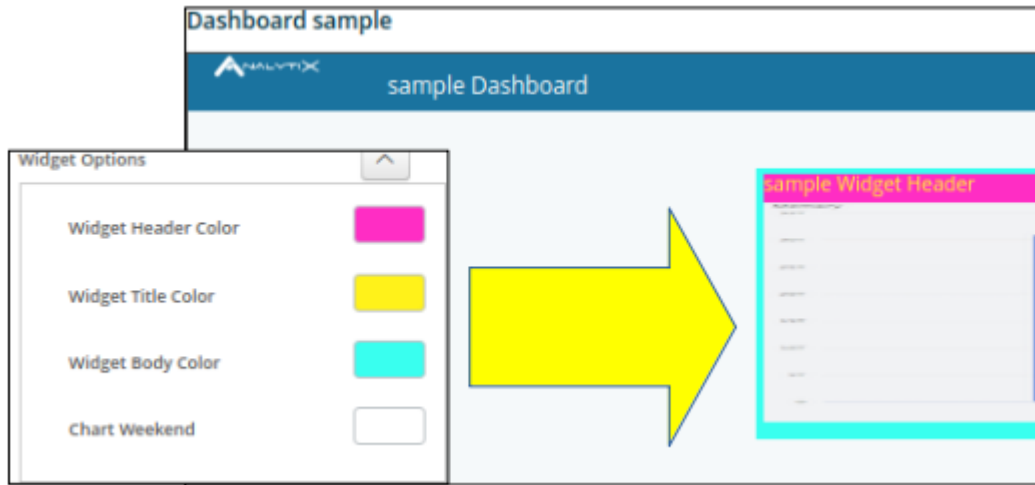 Dashboard sample
ANALYTIX
sample Dashboard
Widget Options
Widget Header Color
Widget Title Color
Widget Body Color
Chart Weekend
sample Widget Header